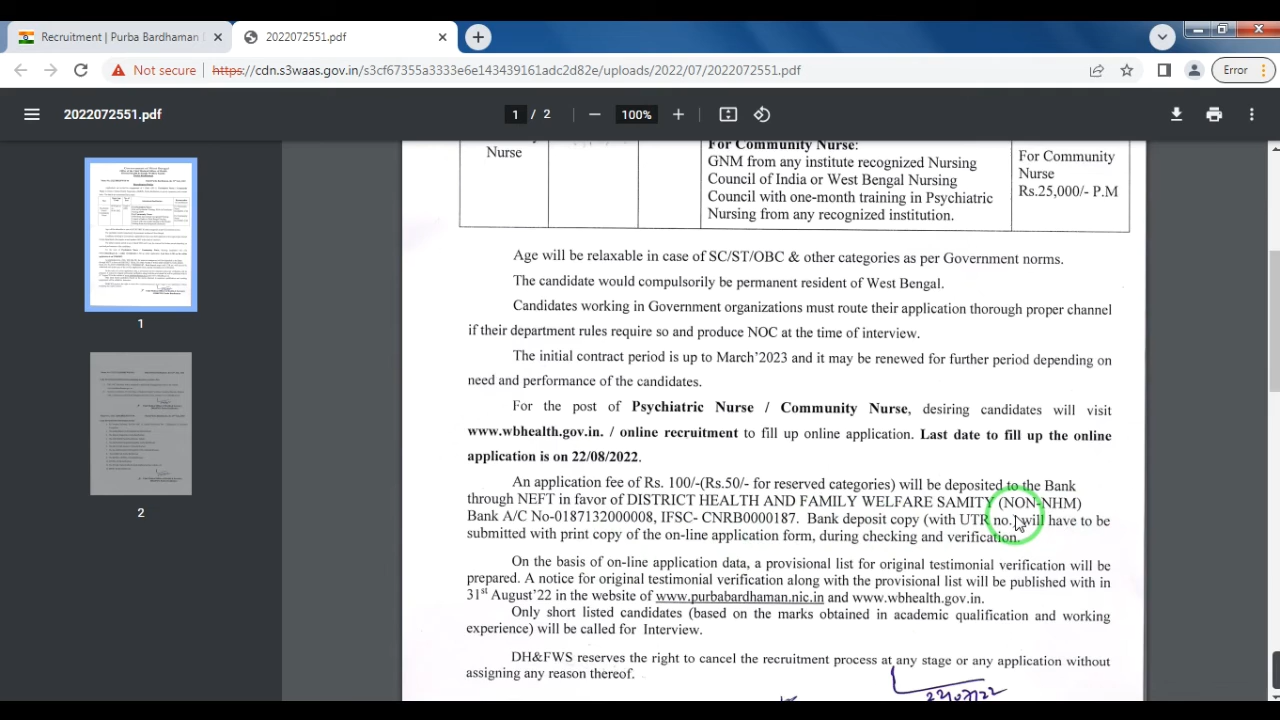 Recruitment | Purba Bardhaman
2022072551.pdf
Not secure
https://cdn.s3waas.gov.in/s3cf67355a3333e6e143439161adc2d82e/uploads/2022/07/2022072551.pdf
Error
2022072551.pdf
1 / 2
100%
1
2
Nurse
For Community Nurse:
GNM from any institute recognized Nursing
Council of India or West Bengal Nursing
Council with one-month training in Psychiatric
Nursing from any recognized institution.
For Community
Nurse
Rs.25,000/- P.M
Age will be relaxable in case of SC/ST/OBC & other categories as per Government norms.
The candidate would compulsorily be permanent resident of West Bengal.
Candidates working in Government organizations must route their application thorough proper channel
if their department rules require so and produce NOC at the time of interview.
The initial contract period is up to March'2023 and it may be renewed for further period depending on
need and performance of the candidates.
For the post of Psychiatric Nurse / Community Nurse, desiring candidates will visit
www.wbhealth.gov.in. / online recruitment to fill up online application. Last date to fill up the online
application is on 22/08/2022.
An application fee of Rs. 100/-(Rs.50/- for reserved categories) will be deposited to the Bank
through NEFT in favor of DISTRICT HEALTH AND FAMILY WELFARE SAMITY (NON-NHM)
Bank A/C No-0187132000008, IFSC- CNRB0000187. Bank deposit copy (with UTR no.) will have to be
submitted with print copy of the on-line application form, during checking and verification.
On the basis of on-line application data, a provisional list for original testimonial verification will be
prepared. A notice for original testimonial verification along with the provisional list will be published with in
31st August'22 in the website of www.purbabardhaman.nic.in and www.wbhealth.gov.in.
Only short listed candidates (based on the marks obtained in academic qualification and working
experience) will be called for Interview.
DH&FWS reserves the right to cancel the recruitment process at any stage or any application without
assigning any reason thereof.
22/07/22